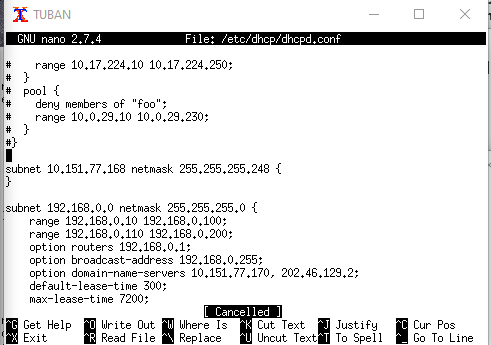 TUBAN
GNU nano 2.7.4 File: /etc/dhcp/dhcpd.conf
# range 10.17.224.10 10.17.224.250;
# }
# pool {
# deny members of "foo";
# range 10.0.29.10 10.0.29.230;
# }
#}
subnet 10.151.77.168 netmask 255.255.255.248 {
}
subnet 192.168.0.0 netmask 255.255.255.0 {
range 192.168.0.10 192.168.0.100;
range 192.168.0.110 192.168.0.200;
option routers 192.168.0.1;
option broadcast-address 192.168.0.255;
option domain-name-servers 10.151.77.170, 202.46.129.2;
default-lease-time 300;
max-lease-time 7200;
[ Cancelled ]
^G Get Help ^O Write Out ^W Where Is ^K Cut Text ^J Justify ^C Cur Pos
^X Exit ^R Read File ^\ Replace ^U Uncut Text ^T To Spell ^_ Go To Line